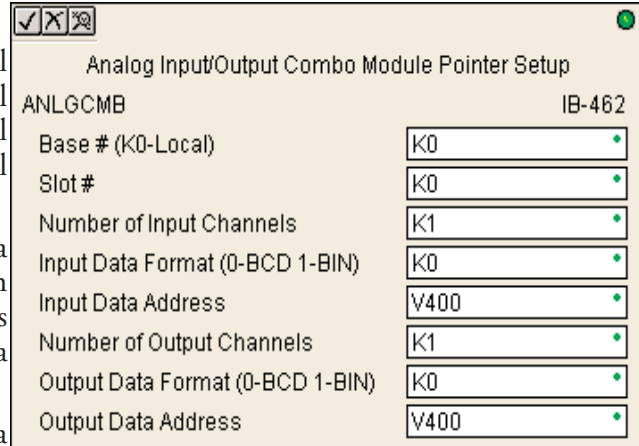 Analog Input/Output Combo Module Pointer Setup
ANLGCMB IB-462
Base # (K0-Local) K0
Slot # K0
Number of Input Channels K1
Input Data Format (0-BCD 1-BIN) K0
Input Data Address V400
Number of Output Channels K1
Output Data Format (0-BCD 1-BIN) K0
Output Data Address V400